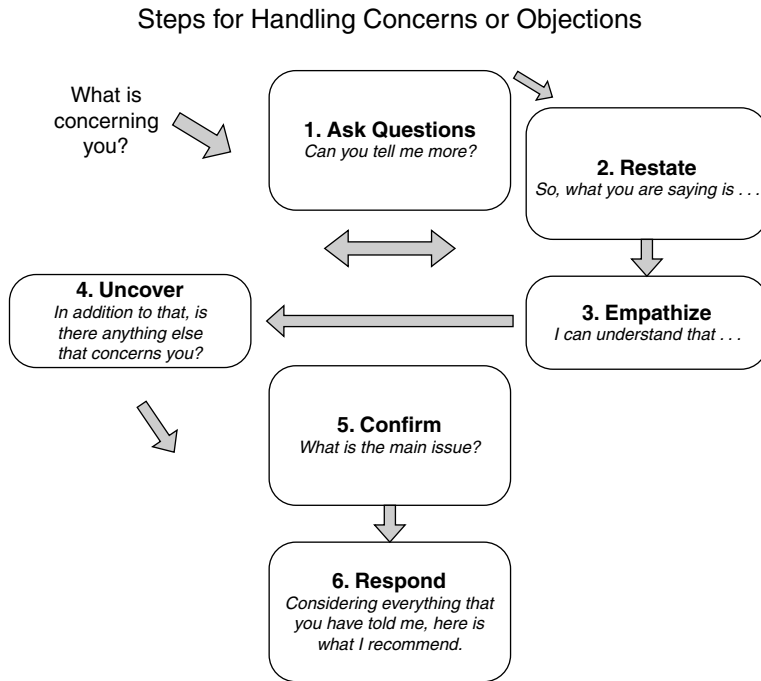 Steps for Handling Concerns or Objections
What is
concerning
you?
1. Ask Questions
Can you tell me more?
2. Restate
So, what you are saying is . . .
3. Empathize
I can understand that . . .
4. Uncover
In addition to that, is
there anything else
that concerns you?
5. Confirm
What is the main issue?
6. Respond
Considering everything that
you have told me, here is
what I recommend.